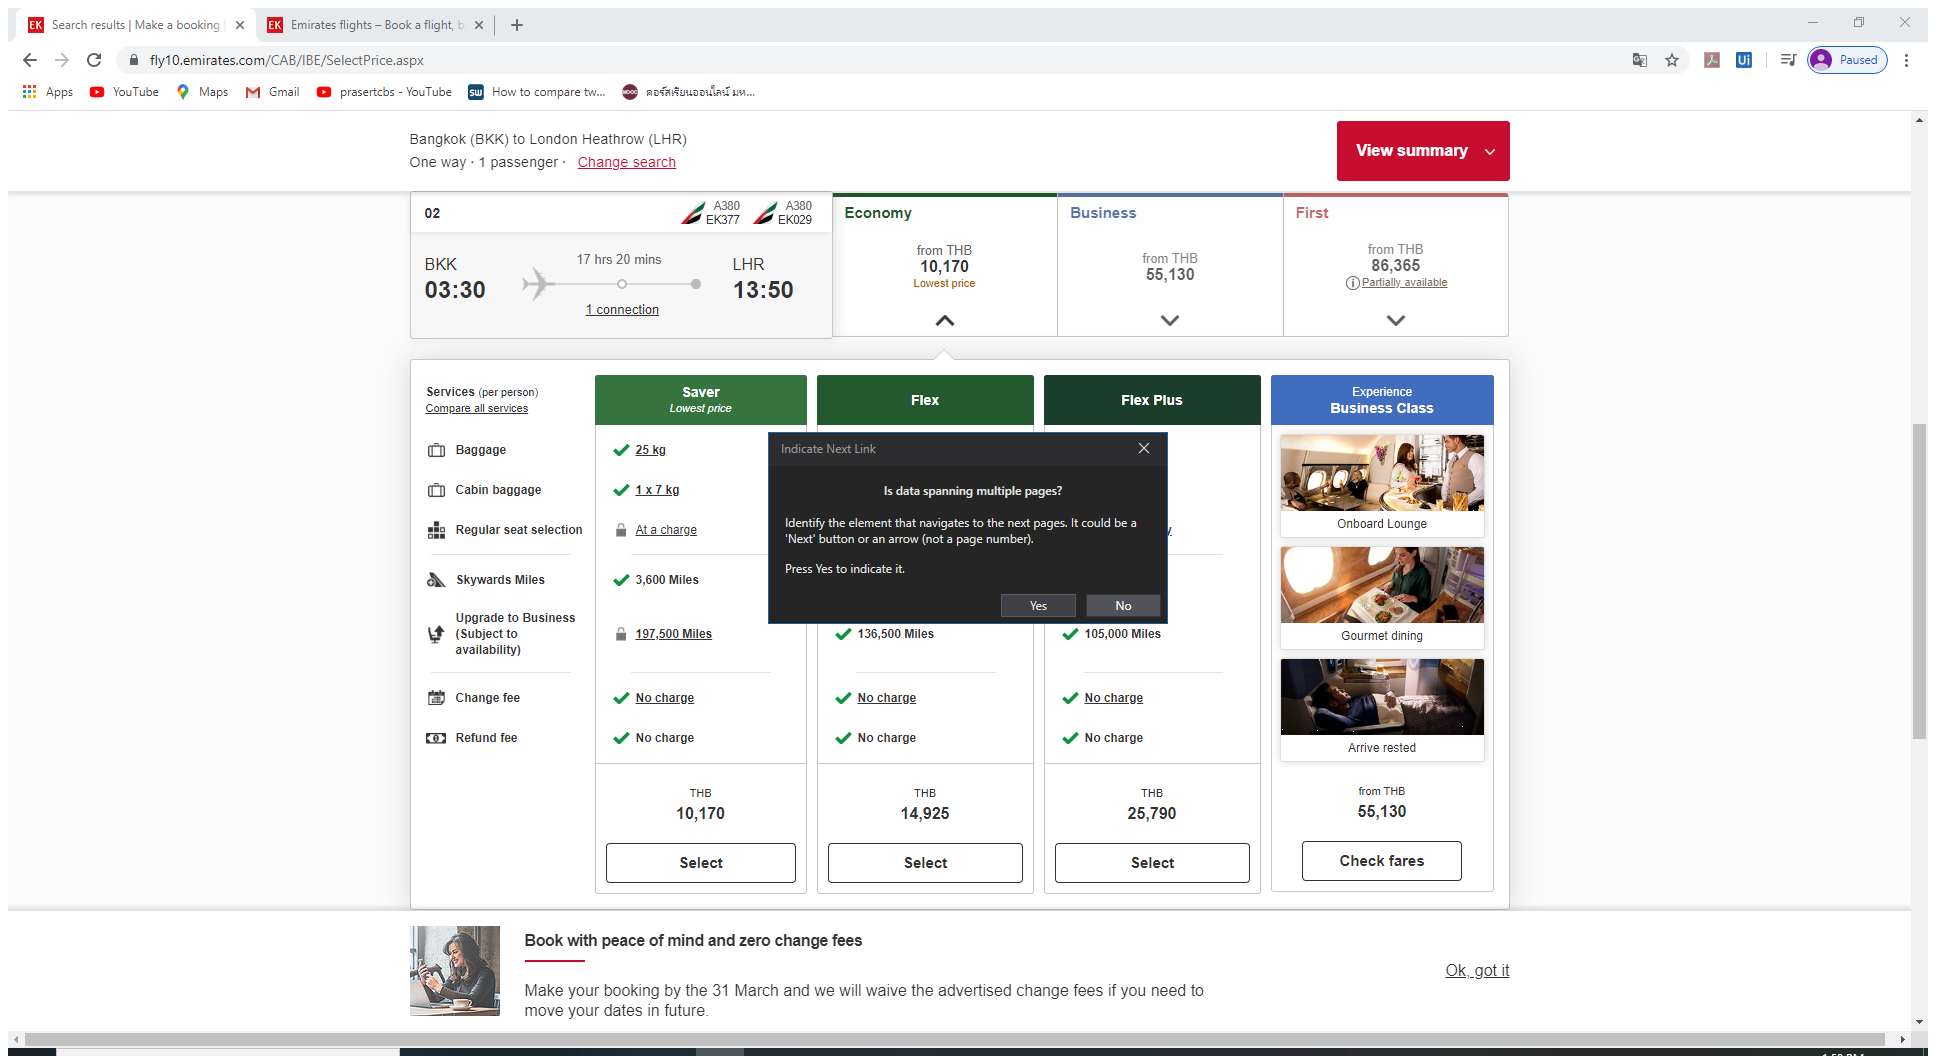 EK Search results | Make a booking
EK Emirates flights – Book a flight, b
fly10.emirates.com/CAB/IBE/SelectPrice.aspx
Ui
Paused
Apps
YouTube
Maps
Gmail
prasertcbs - YouTube
SW How to compare tw...
MOOC คอร์สเรียนออนไลน์ มห...
Bangkok (BKK) to London Heathrow (LHR)
One way · 1 passenger · Change search
View summary
02
A380 EK377
A380 EK029
BKK
03:30
17 hrs 20 mins
1 connection
LHR
13:50
Economy
from THB
10,170
Lowest price
Business
from THB
55,130
First
from THB
86,365
Partially available
Services (per person)
Compare all services
Saver
Lowest price
Flex
Flex Plus
Experience
Business Class
Baggage
25 kg
Cabin baggage
1 x 7 kg
Regular seat selection
At a charge
Skywards Miles
3,600 Miles
Upgrade to Business
(Subject to
availability)
197,500 Miles
136,500 Miles
105,000 Miles
Change fee
No charge
No charge
No charge
Refund fee
No charge
No charge
No charge
Indicate Next Link
Is data spanning multiple pages?
Identify the element that navigates to the next pages. It could be a
'Next' button or an arrow (not a page number).
Press Yes to indicate it.
Yes
No
Onboard Lounge
Gourmet dining
Arrive rested
THB
10,170
Select
THB
14,925
Select
THB
25,790
Select
from THB
55,130
Check fares
Book with peace of mind and zero change fees
Make your booking by the 31 March and we will waive the advertised change fees if you need to
move your dates in future.
Ok, got it